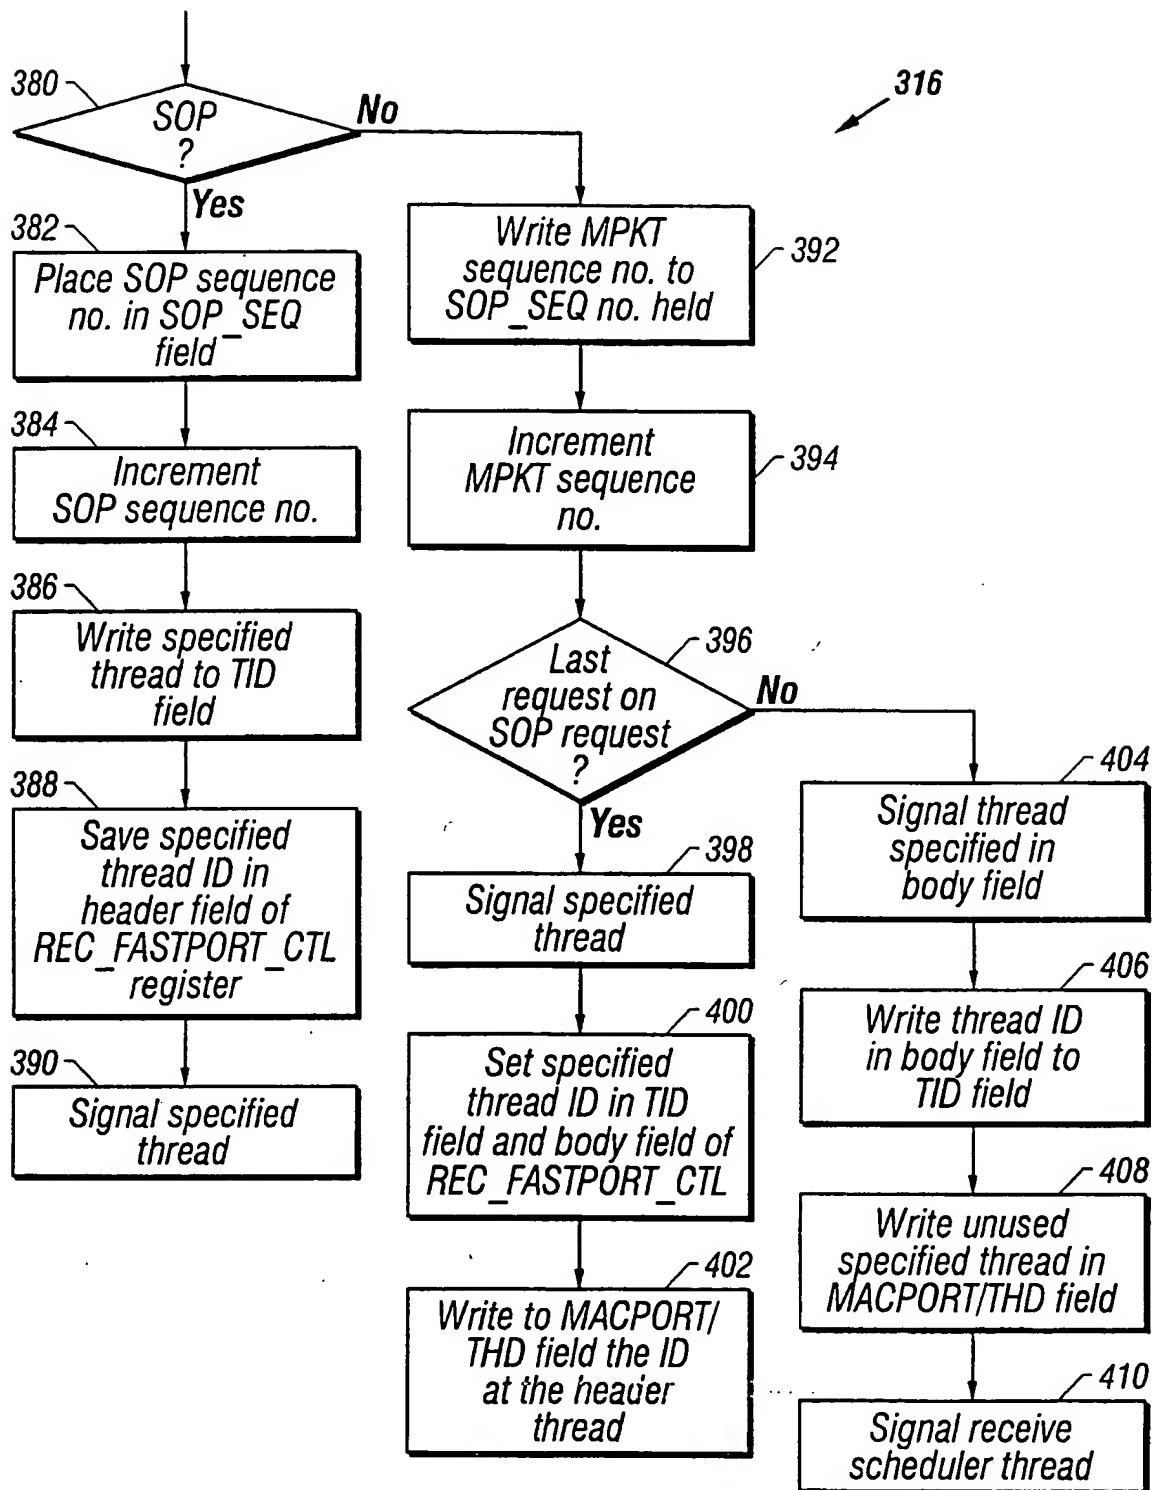 316
380
SOP
?
No
Yes
382
Place SOP sequence
no. in SOP_SEQ
field
384
Increment
SOP sequence no.
386
Write specified
thread to TID
field
388
Save specified
thread ID in
header field of
REC_FASTPORT_CTL
register
390
Signal specified
thread
392
Write MPKT
sequence no. to
SOP_SEQ no. held
394
Increment
MPKT sequence
no.
396
Last
request on
SOP request
?
No
Yes
398
Signal specified
thread
400
Set specified
thread ID in TID
field and body field of
REC_FASTPORT_CTL
402
Write to MACPORT/
THD field the ID
at the header
thread
404
Signal thread
specified in
body field
406
Write thread ID
in body field to
TID field
408
Write unused
specified thread in
MACPORT/THD field
410
Signal receive
scheduler thread